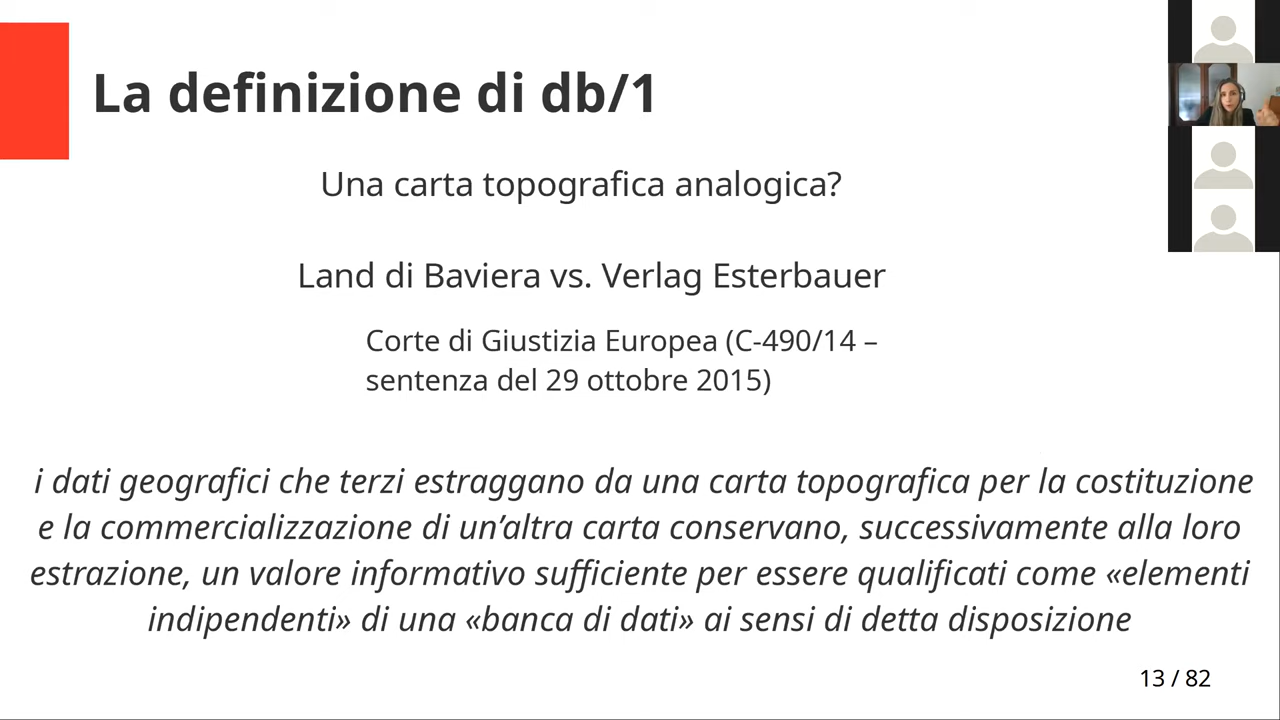 La definizione di db/1
Una carta topografica analogica?
Land di Baviera vs. Verlag Esterbauer
Corte di Giustizia Europea (C-490/14 –
sentenza del 29 ottobre 2015)
i dati geografici che terzi estraggano da una carta topografica per la costituzione
e la commercializzazione di un’altra carta conservano, successivamente alla loro
estrazione, un valore informativo sufficiente per essere qualificati come «elementi
indipendenti» di una «banca di dati» ai sensi di detta disposizione
13 / 82